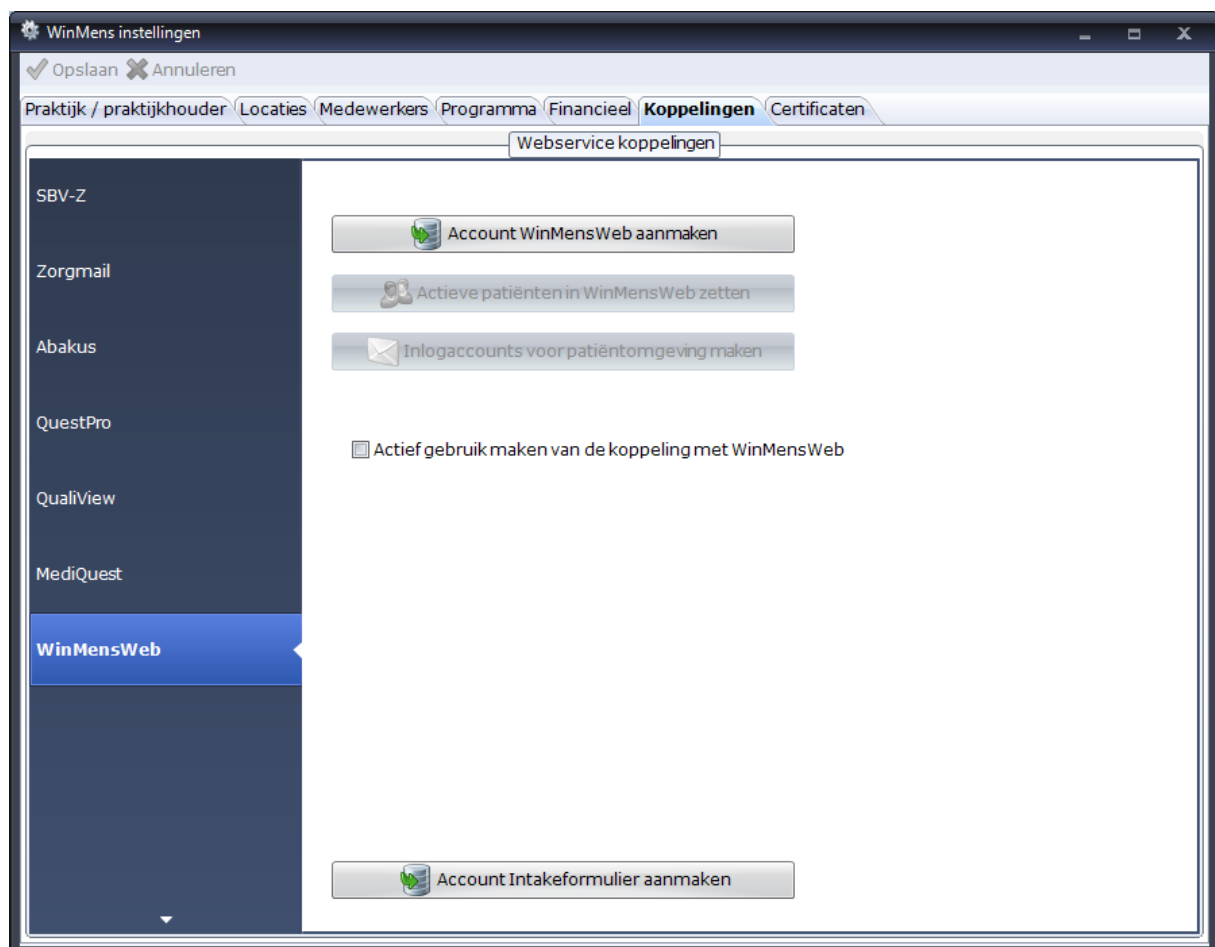 WinMens instellingen
Opslaan Annuleren
Praktijk / praktijkhouder Locaties Medewerkers Programma Financieel Koppelingen Certificaten
Webservice koppelingen
SBV-Z
Zorgmail
Abakus
QuestPro
QualiView
MediQuest
WinMensWeb
Account WinMensWeb aanmaken
Actieve patiënten in WinMensWeb zetten
Inlogaccounts voor patiëntomgeving maken
Actief gebruik maken van de koppeling met WinMensWeb
Account Intakeformulier aanmaken